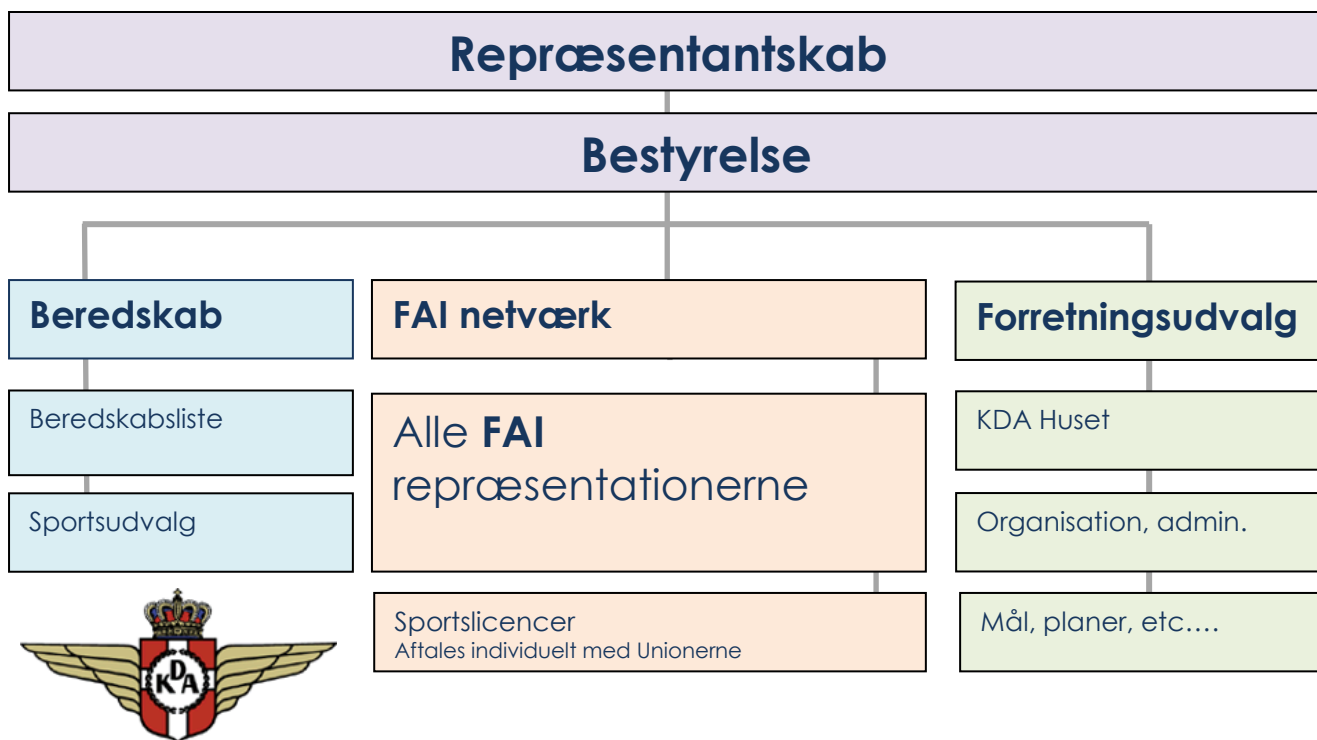 Repræsentantskab
Bestyrelse
Beredskab
Beredskabsliste
Sportsudvalg
FAI netværk
Alle FAI
repræsentationerne
Sportslicencer
Aftales individuelt med Unionerne
Forretningsudvalg
KDA Huset
Organisation, admin.
Mål, planer, etc....
KDA